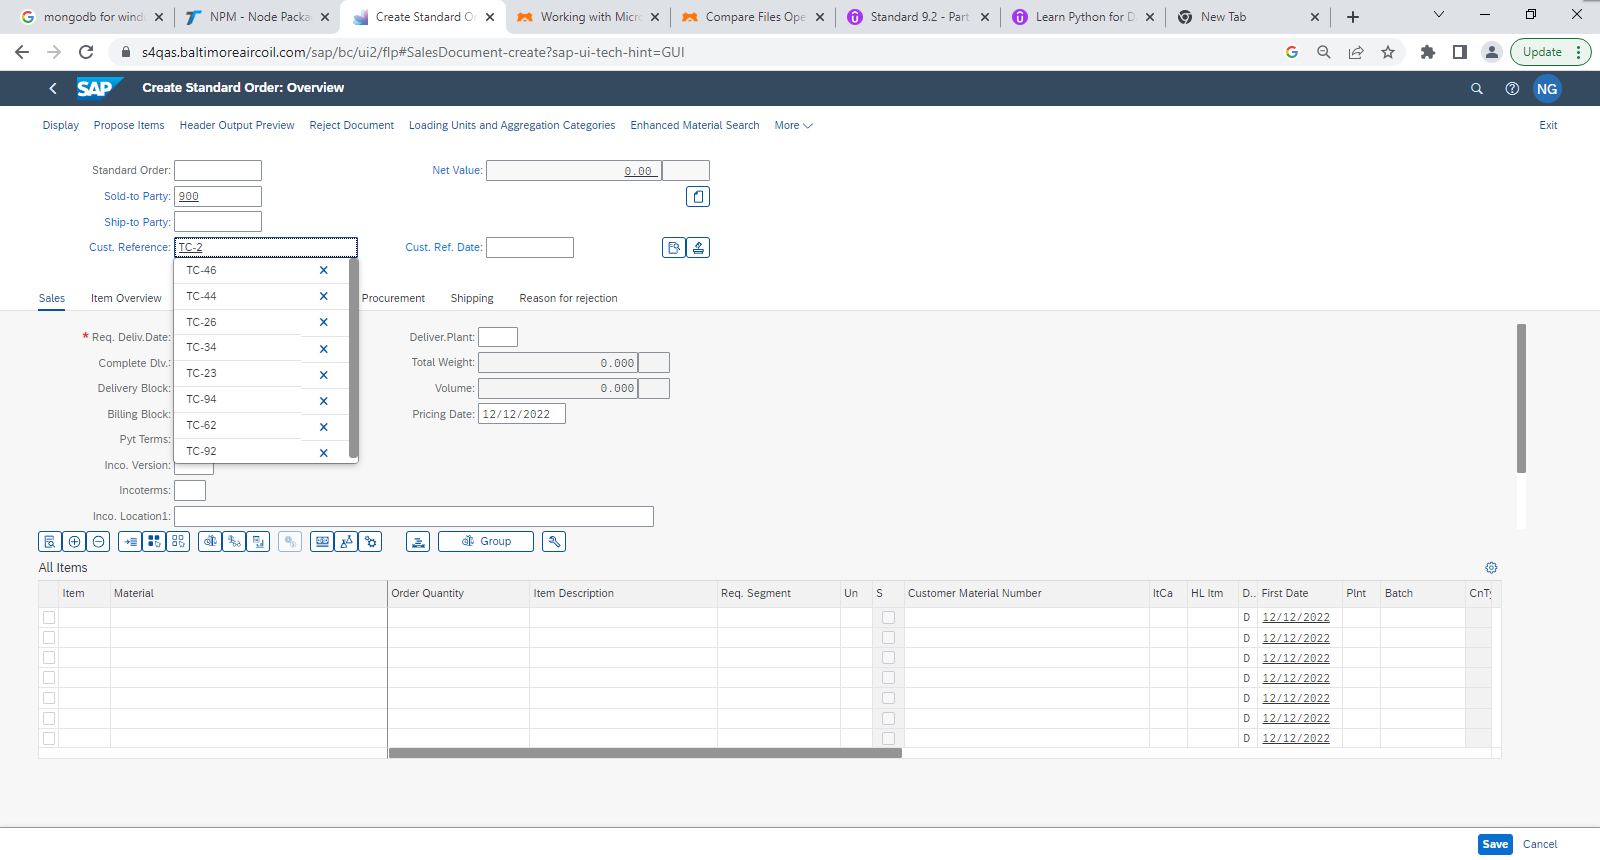 mongodb for wind
NPM - Node Packa
Create Standard O
Working with Micro
Compare Files Ope
Standard 9.2 - Part
Learn Python for D
New Tab
s4qas.baltimoreaircoil.com/sap/bc/ui2/flp#SalesDocument-create?sap-ui-tech-hint=GUI
Update
SAP
Create Standard Order: Overview
NG
Display
Propose Items
Header Output Preview
Reject Document
Loading Units and Aggregation Categories
Enhanced Material Search
More
Exit
Standard Order:
Net Value: 0.00
Sold-to Party: 900
Ship-to Party:
Cust. Reference: TC-2
Cust. Ref. Date:
TC-46
TC-44
TC-26
TC-34
TC-23
TC-94
TC-62
TC-92
Sales
Item Overview
Procurement
Shipping
Reason for rejection
* Req. Deliv.Date:
Deliver.Plant:
Complete Dlv.:
Total Weight: 0.000
Delivery Block:
Volume: 0.000
Billing Block:
Pricing Date: 12/12/2022
Pyt Terms:
Inco. Version:
Incoterms:
Inco. Location1:
Group
All Items
Item Material Order Quantity Item Description Req. Segment Un S Customer Material Number ItCa HL Itm D.. First Date Plnt Batch CnTy
D 12/12/2022
D 12/12/2022
D 12/12/2022
D 12/12/2022
D 12/12/2022
D 12/12/2022
D 12/12/2022
Save
Cancel